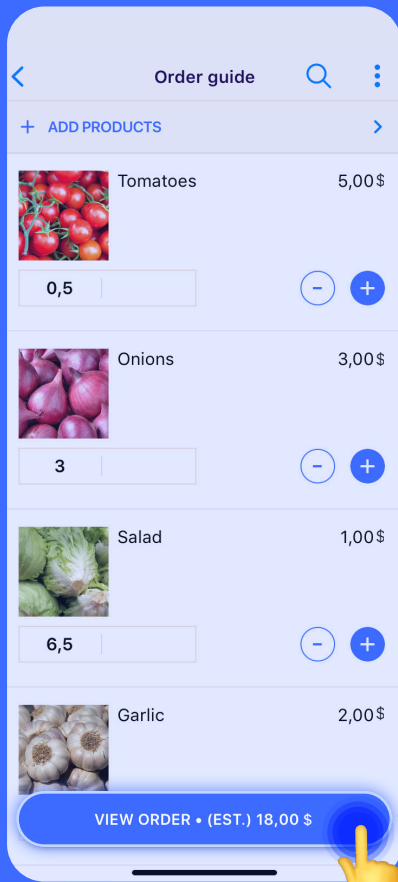 Order guide
+ ADD PRODUCTS
Tomatoes 5,00 $
0,5 - +
Onions 3,00 $
3 - +
Salad 1,00 $
6,5 - +
Garlic 2,00 $
VIEW ORDER • (EST.) 18,00 $